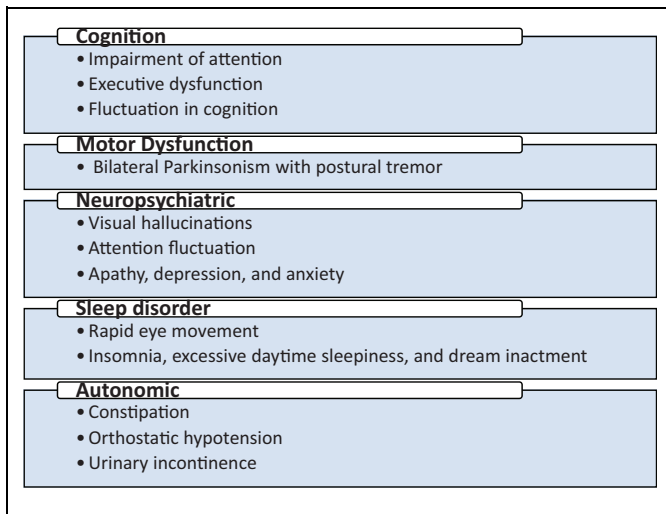 Cognition
• Impairment of attention
• Executive dysfunction
• Fluctuation in cognition
Motor Dysfunction
• Bilateral Parkinsonism with postural tremor
Neuropsychiatric
• Visual hallucinations
• Attention fluctuation
• Apathy, depression, and anxiety
Sleep disorder
• Rapid eye movement
• Insomnia, excessive daytime sleepiness, and dream inactment
Autonomic
• Constipation
• Orthostatic hypotension
• Urinary incontinence